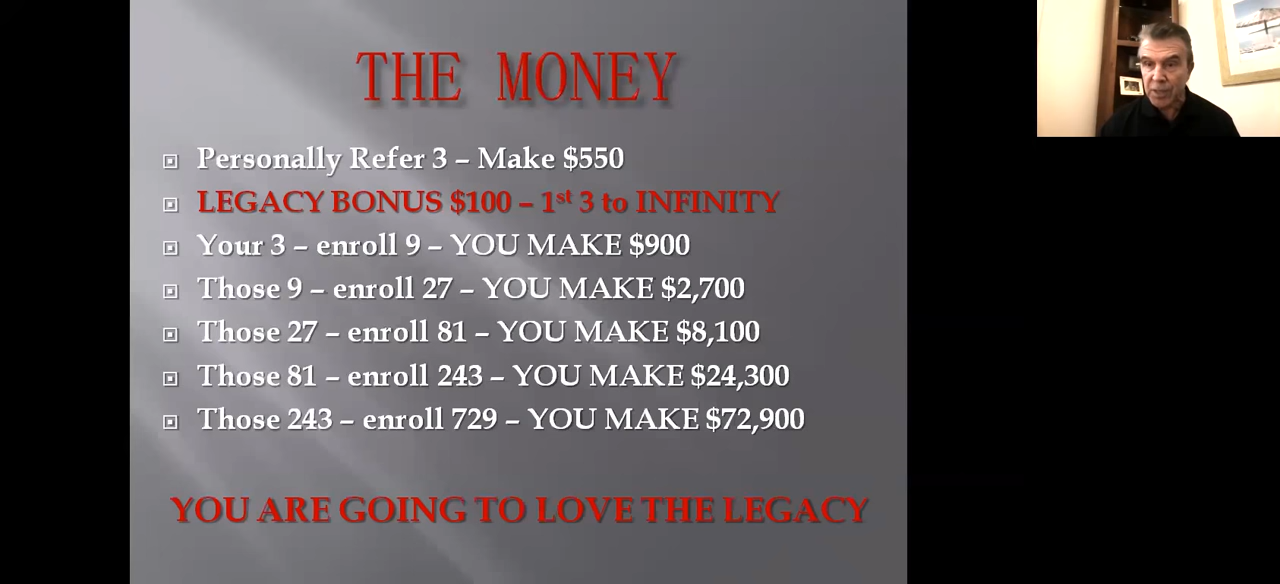 THE MONEY
Personally Refer 3 – Make $550
LEGACY BONUS $100 – 1st 3 to INFINITY
Your 3 – enroll 9 – YOU MAKE $900
Those 9 – enroll 27 – YOU MAKE $2,700
Those 27 – enroll 81 – YOU MAKE $8,100
Those 81 – enroll 243 – YOU MAKE $24,300
Those 243 – enroll 729 – YOU MAKE $72,900
YOU ARE GOING TO LOVE THE LEGACY